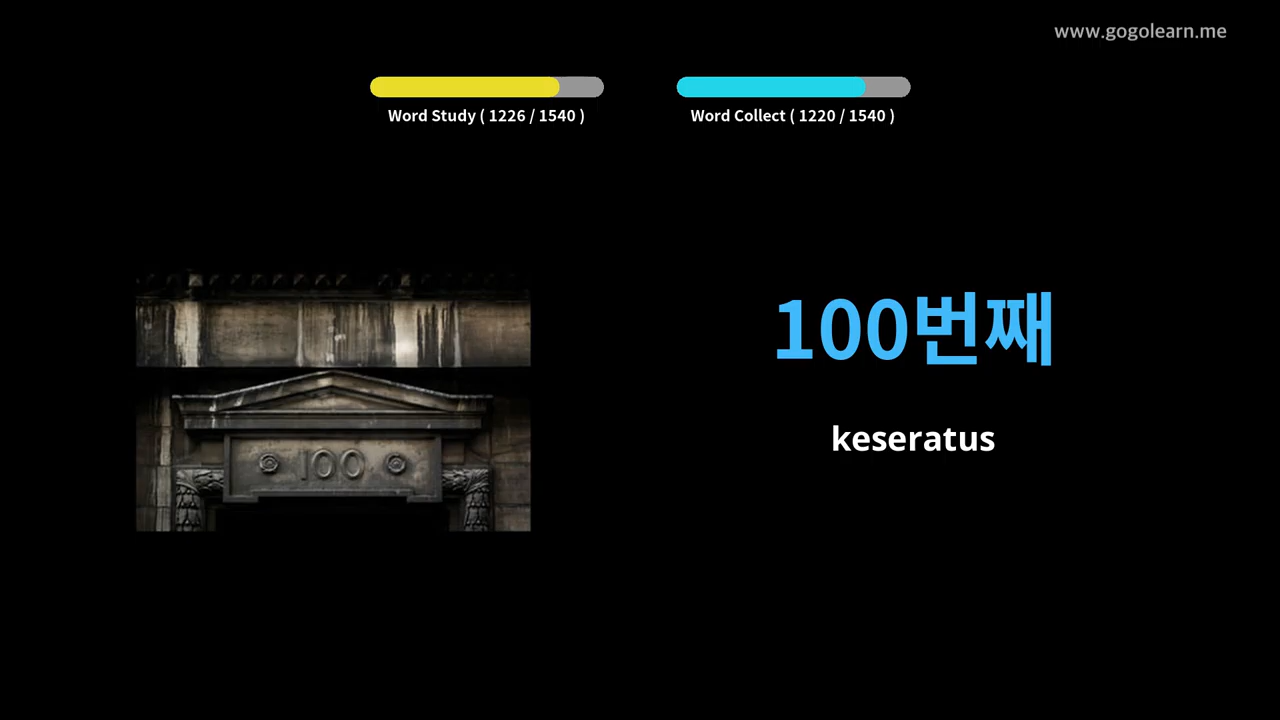 www.gogolearn.me
Word Study ( 1226 / 1540 )
Word Collect ( 1220 / 1540 )
100번째
keseratus
100